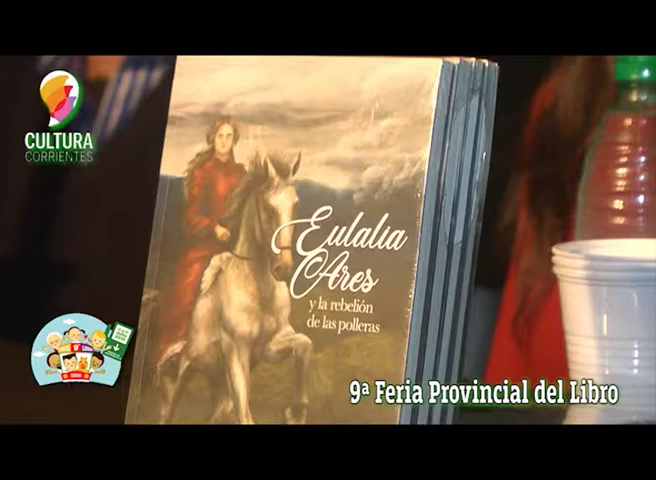 CULTURA
CORRIENTES
Eulalia
Ares
y la rebelión
de las polleras
9ª Feria Provincial del Libro